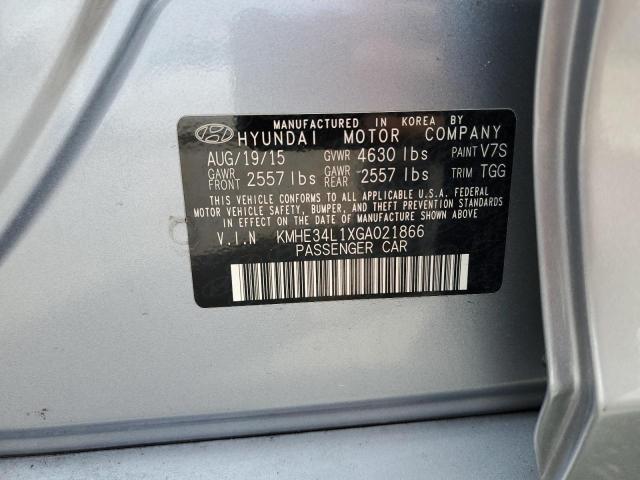 MANUFACTURED IN KOREA BY
HYUNDAI MOTOR COMPANY
AUG/19/15 GVWR 4630 lbs PAINT V7S
GAWR FRONT 2557 lbs GAWR REAR 2557 lbs TRIM TGG
THIS VEHICLE CONFORMS TO ALL APPLICABLE U.S.A. FEDERAL
MOTOR VEHICLE SAFETY, BUMPER, AND THEFT PREVENTION STANDARDS
IN EFFECT ON THE DATE OF MANUFACTURE SHOWN ABOVE.
V.I.N KMHE34L1XGA021866
PASSENGER CAR